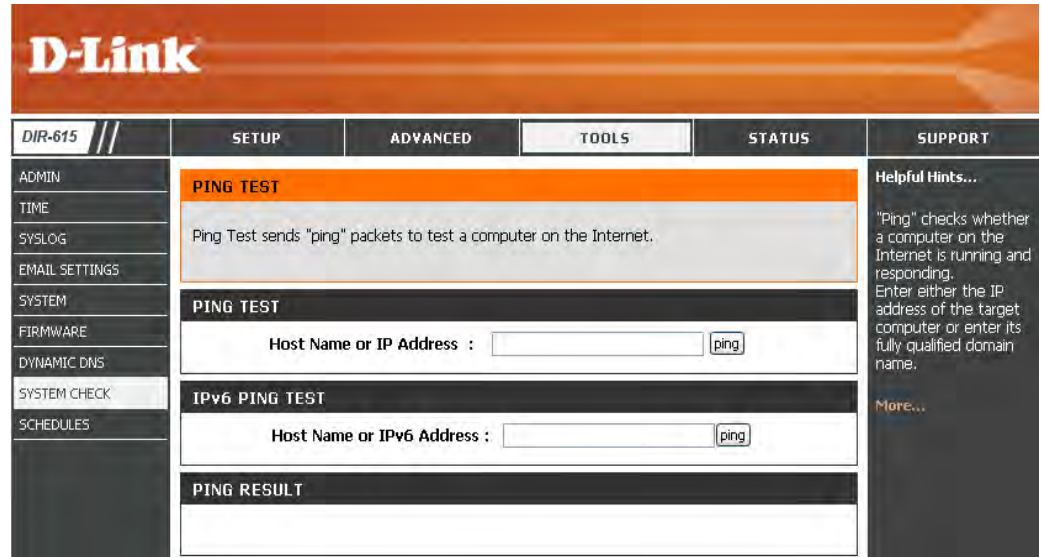 D-Link
DIR-615
SETUP
ADVANCED
TOOLS
STATUS
SUPPORT
ADMIN
TIME
SYSLOG
EMAIL SETTINGS
SYSTEM
FIRMWARE
DYNAMIC DNS
SYSTEM CHECK
SCHEDULES
PING TEST
Ping Test sends "ping" packets to test a computer on the Internet.
PING TEST
Host Name or IP Address :
ping
IPv6 PING TEST
Host Name or IPv6 Address :
ping
PING RESULT
Helpful Hints...
"Ping" checks whether
a computer on the
Internet is running and
responding.
Enter either the IP
address of the target
computer or enter its
fully qualified domain
name.
More...